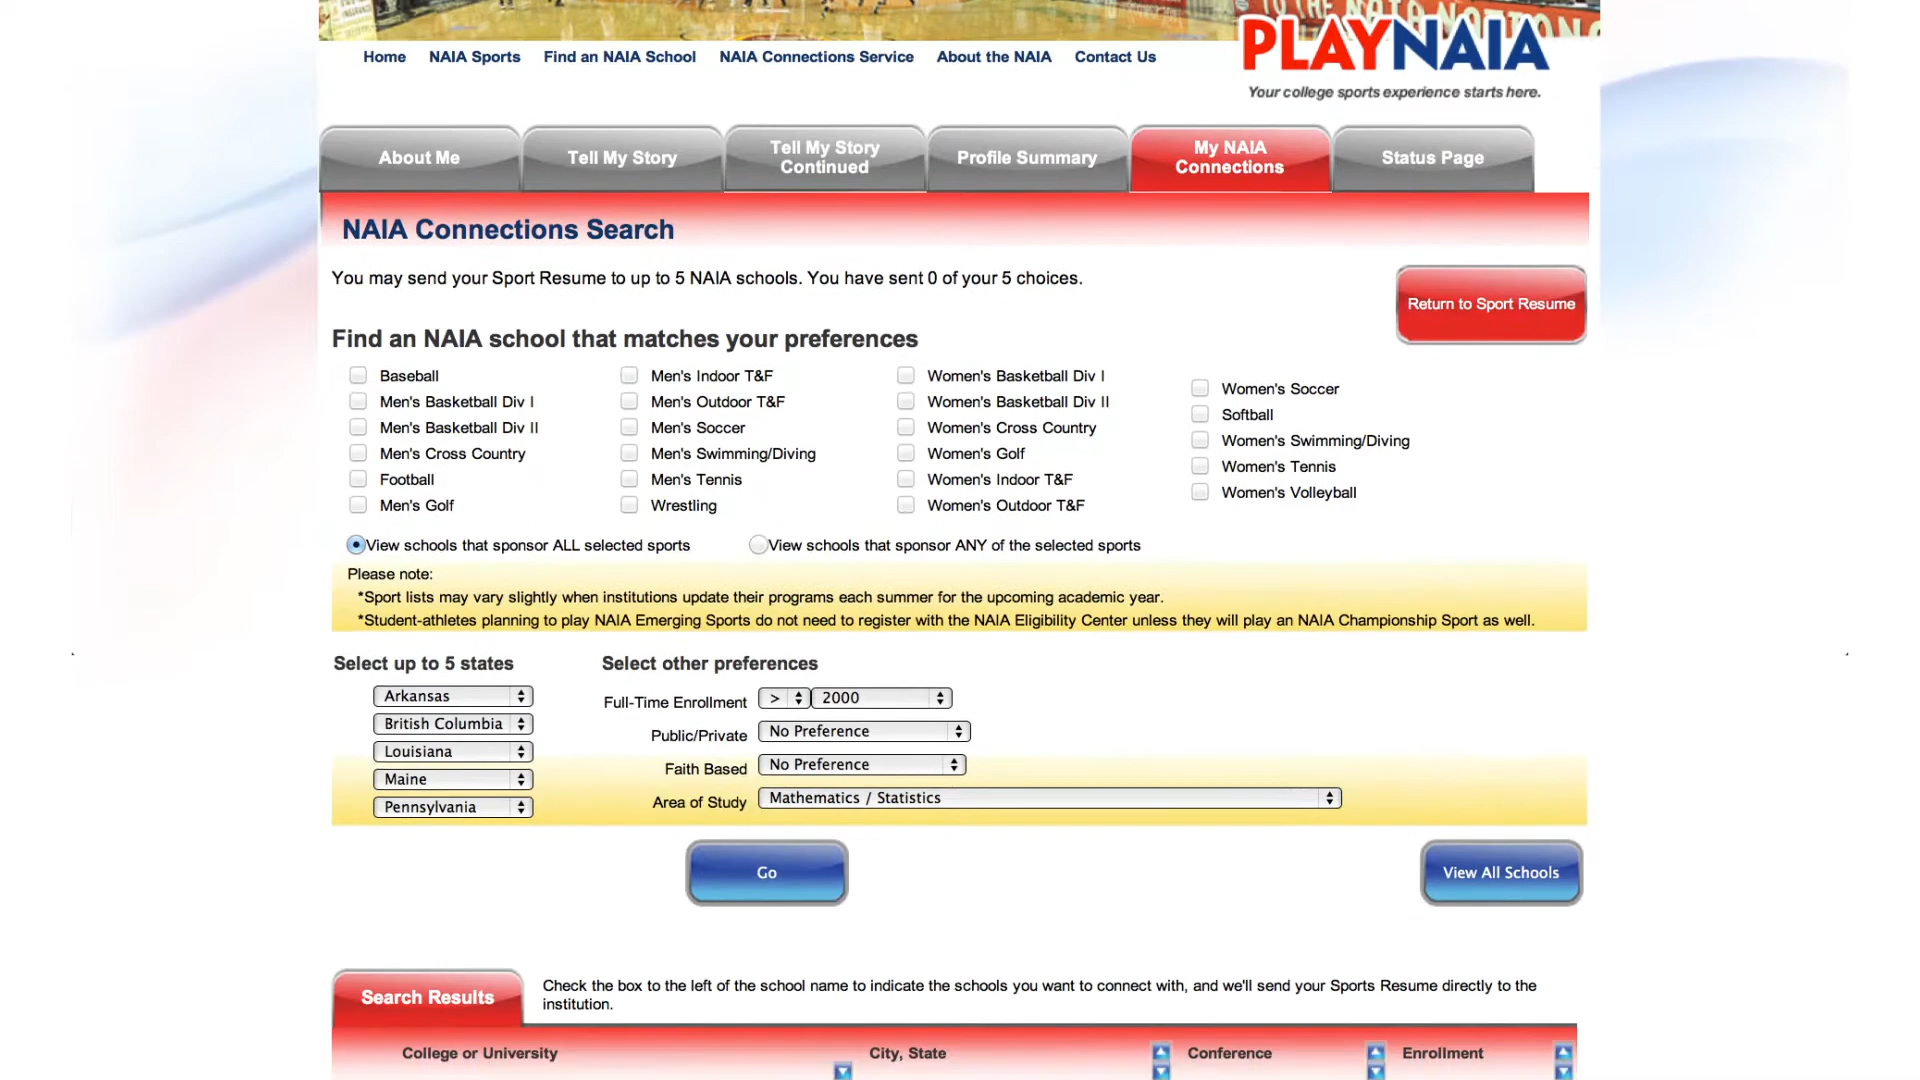 Home NAIA Sports Find an NAIA School NAIA Connections Service About the NAIA Contact Us
PLAYNAIA
Your college sports experience starts here.
About Me
Tell My Story
Tell My Story
Continued
Profile Summary
My NAIA
Connections
Status Page
NAIA Connections Search
You may send your Sport Resume to up to 5 NAIA schools. You have sent 0 of your 5 choices.
Return to Sport Resume
Find an NAIA school that matches your preferences
Baseball
Men's Basketball Div I
Men's Basketball Div II
Men's Cross Country
Football
Men's Golf
Men's Indoor T&F
Men's Outdoor T&F
Men's Soccer
Men's Swimming/Diving
Men's Tennis
Wrestling
Women's Basketball Div I
Women's Basketball Div II
Women's Cross Country
Women's Golf
Women's Indoor T&F
Women's Outdoor T&F
Women's Soccer
Softball
Women's Swimming/Diving
Women's Tennis
Women's Volleyball
View schools that sponsor ALL selected sports
View schools that sponsor ANY of the selected sports
Please note:
*Sport lists may vary slightly when institutions update their programs each summer for the upcoming academic year.
*Student-athletes planning to play NAIA Emerging Sports do not need to register with the NAIA Eligibility Center unless they will play an NAIA Championship Sport as well.
Select up to 5 states
Arkansas
British Columbia
Louisiana
Maine
Pennsylvania
Select other preferences
Full-Time Enrollment > 2000
Public/Private No Preference
Faith Based No Preference
Area of Study Mathematics / Statistics
Go
View All Schools
Search Results
Check the box to the left of the school name to indicate the schools you want to connect with, and we'll send your Sports Resume directly to the
institution.
College or University City, State Conference Enrollment